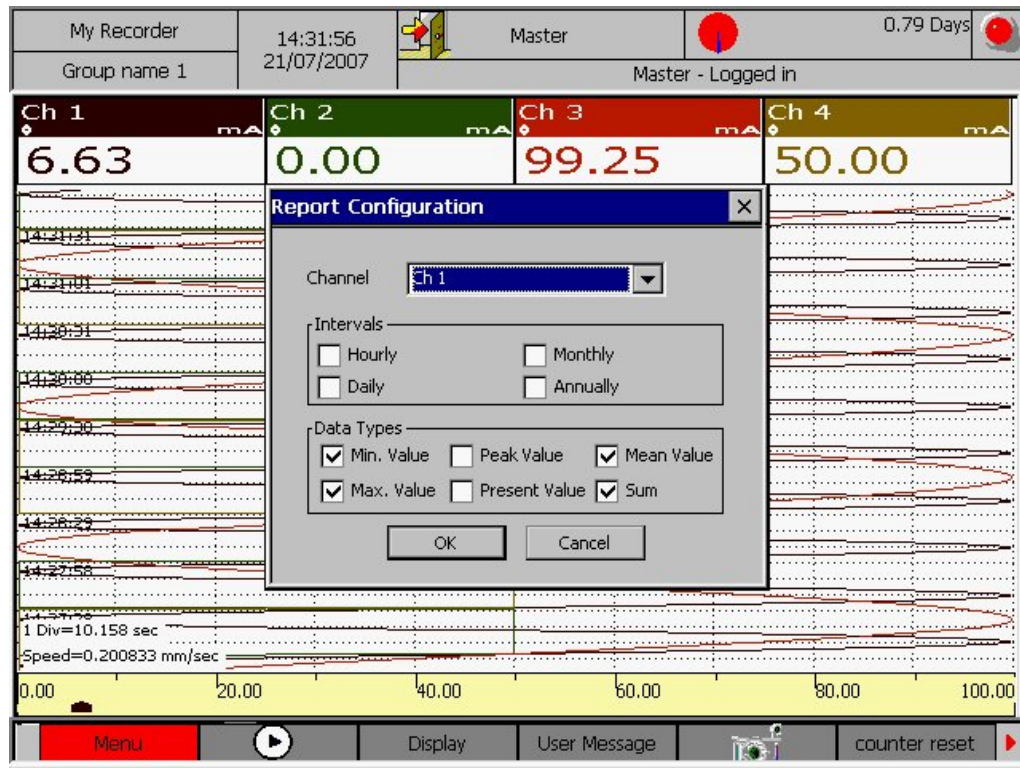 My Recorder
Group name 1
14:31:56
21/07/2007
Master
0.79 Days
Master - Logged in
Ch 1
mA
6.63
Ch 2
mA
0.00
Ch 3
mA
99.25
Ch 4
mA
50.00
Report Configuration
Channel
Ch 1
Intervals
Hourly
Monthly
Daily
Annually
Data Types
Min. Value
Peak Value
Mean Value
Max. Value
Present Value
Sum
OK
Cancel
14:31:31
14:31:01
14:30:31
14:30:00
14:29:30
14:28:59
14:28:29
14:27:58
1 Div=10.158 sec
Speed=0.200833 mm/sec
0.00
20.00
40.00
60.00
80.00
100.00
Menu
Display
User Message
counter reset